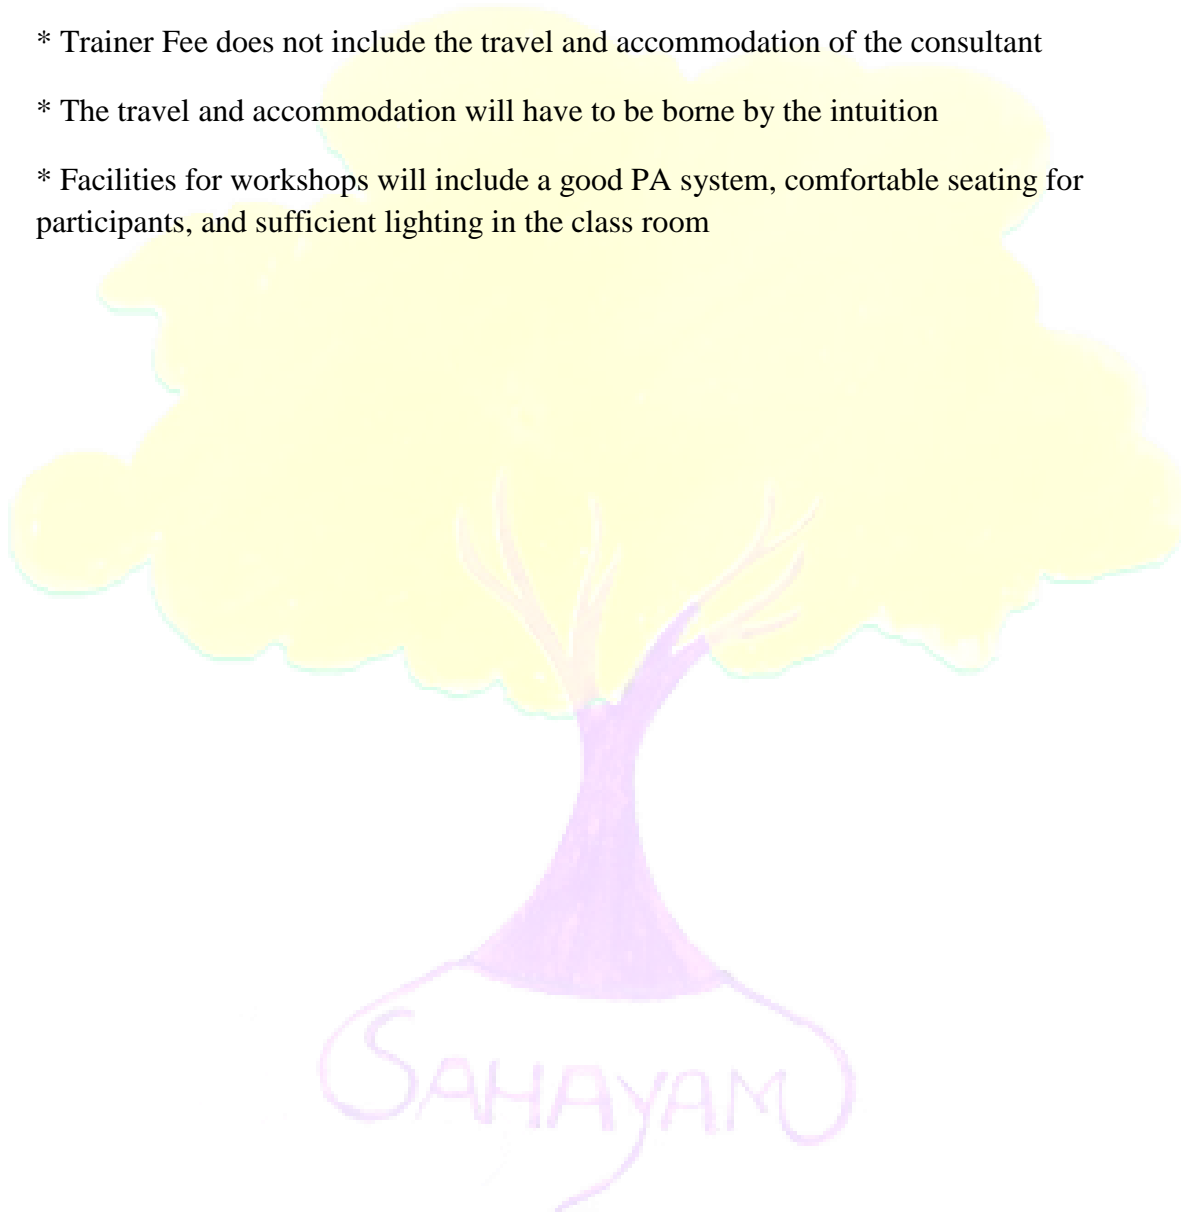 * Trainer Fee does not include the travel and accommodation of the consultant
* The travel and accommodation will have to be borne by the intuition
* Facilities for workshops will include a good PA system, comfortable seating for
participants, and sufficient lighting in the class room
SAHAYAM